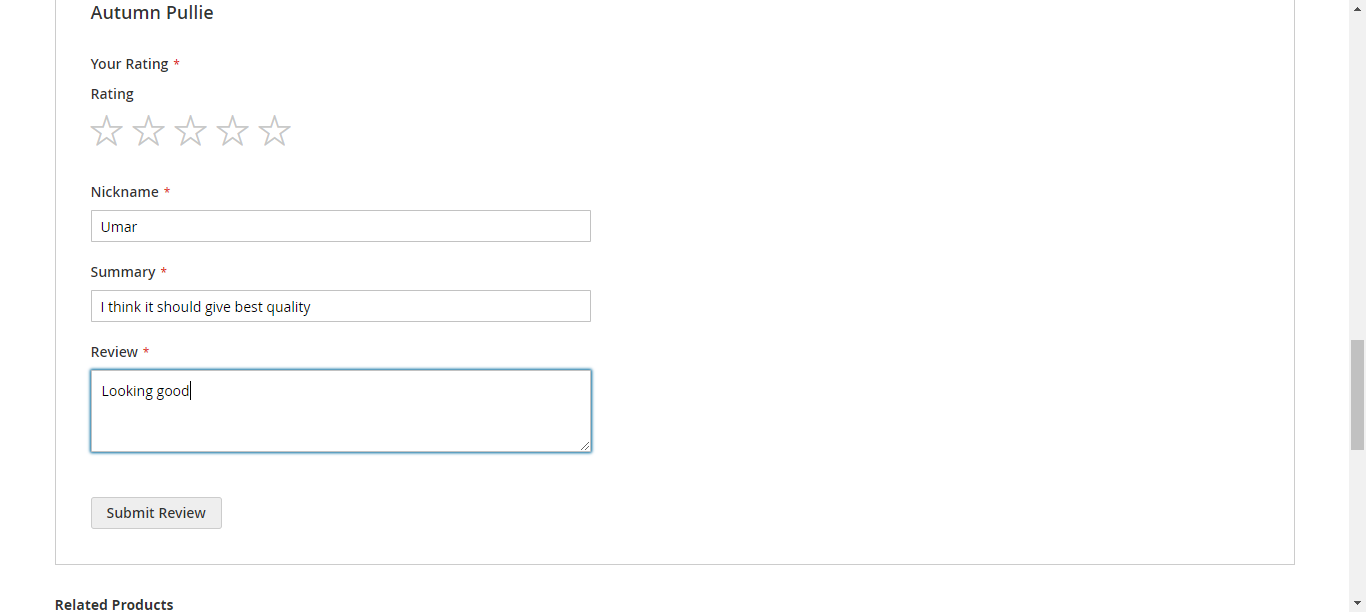 Autumn Pullie
Your Rating *
Rating
Nickname *
Umar
Summary *
I think it should give best quality
Review *
Looking good
Submit Review
Related Products